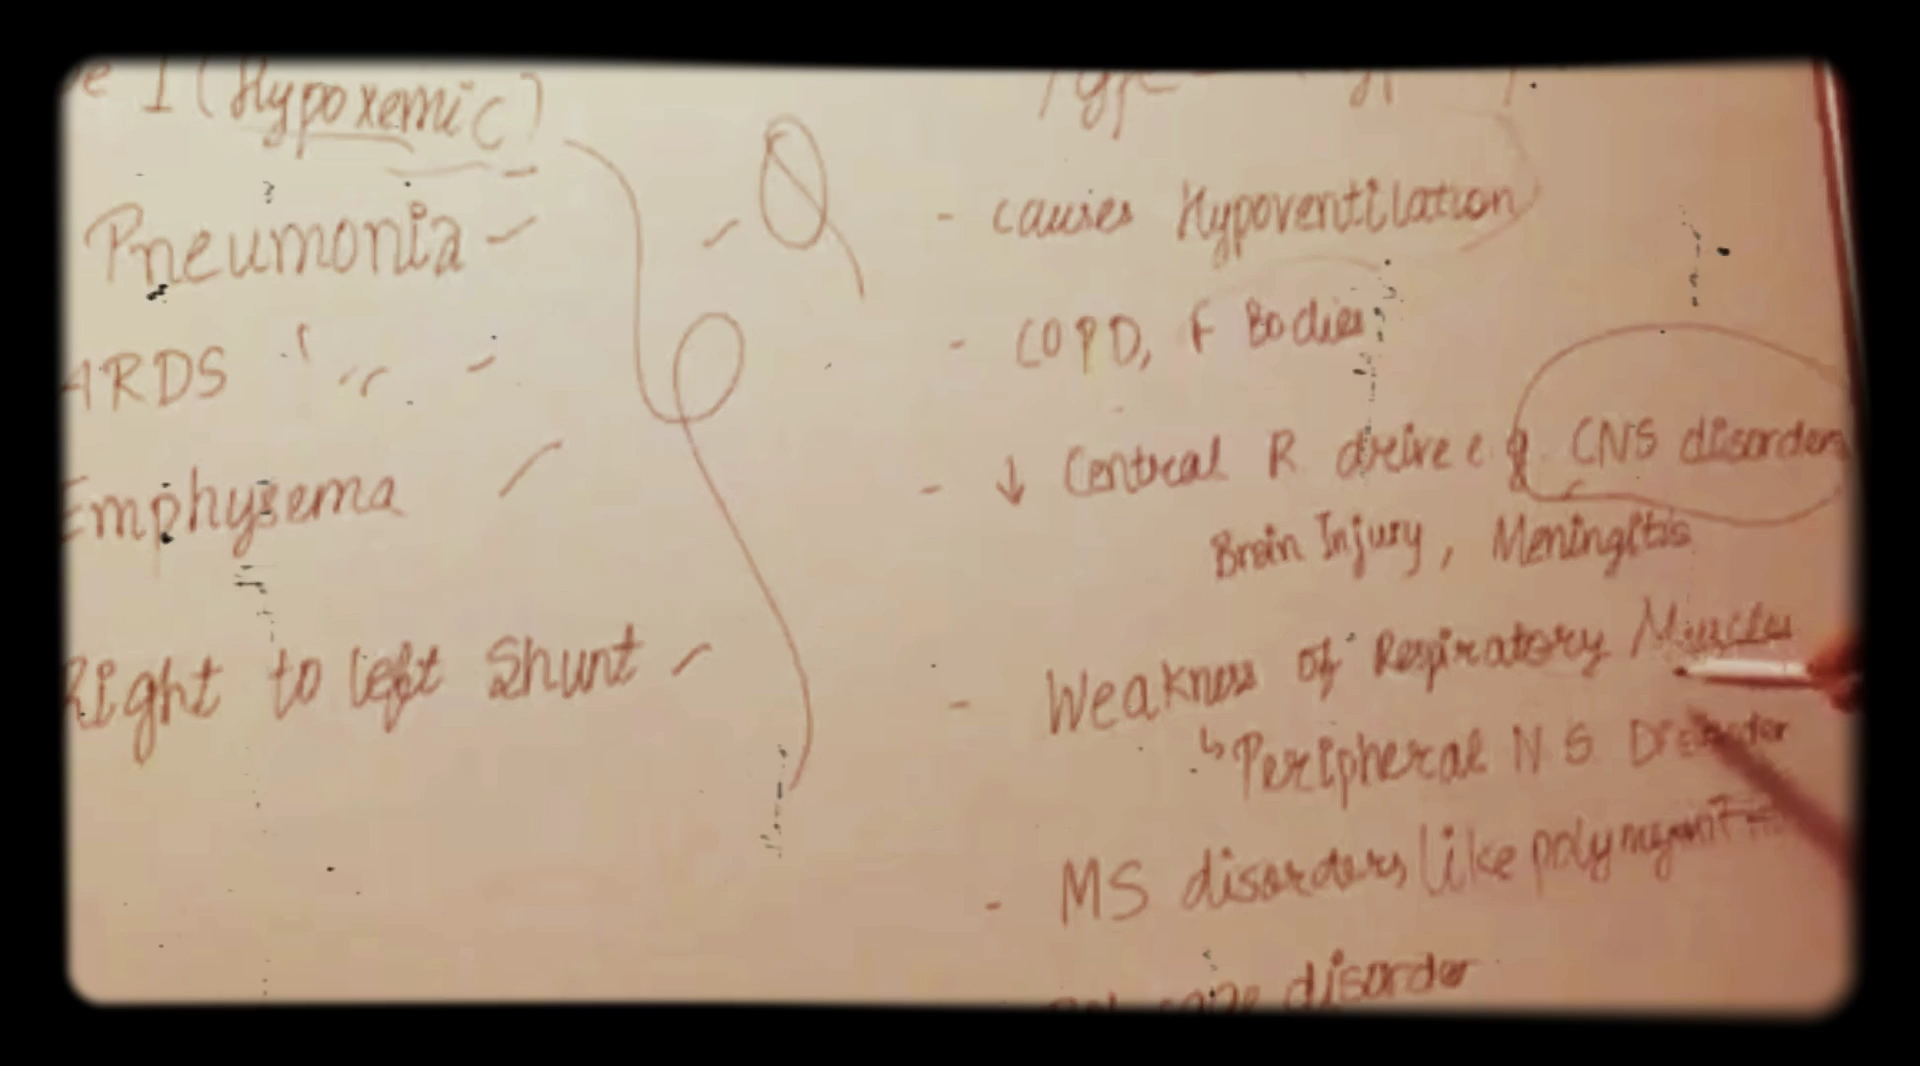 I (Hypoxemic)
Pneumonia
ARDS
Emphysema
Right to left Shunt
- causes Hypoventilation
- COPD, F Bodies
- ↓ Central R drive e.g. CNS disorders
Brain Injury, Meningitis
- Weakness of Respiratory Muscles
↳ Peripheral N S Disorder
- MS disorders like
disorder